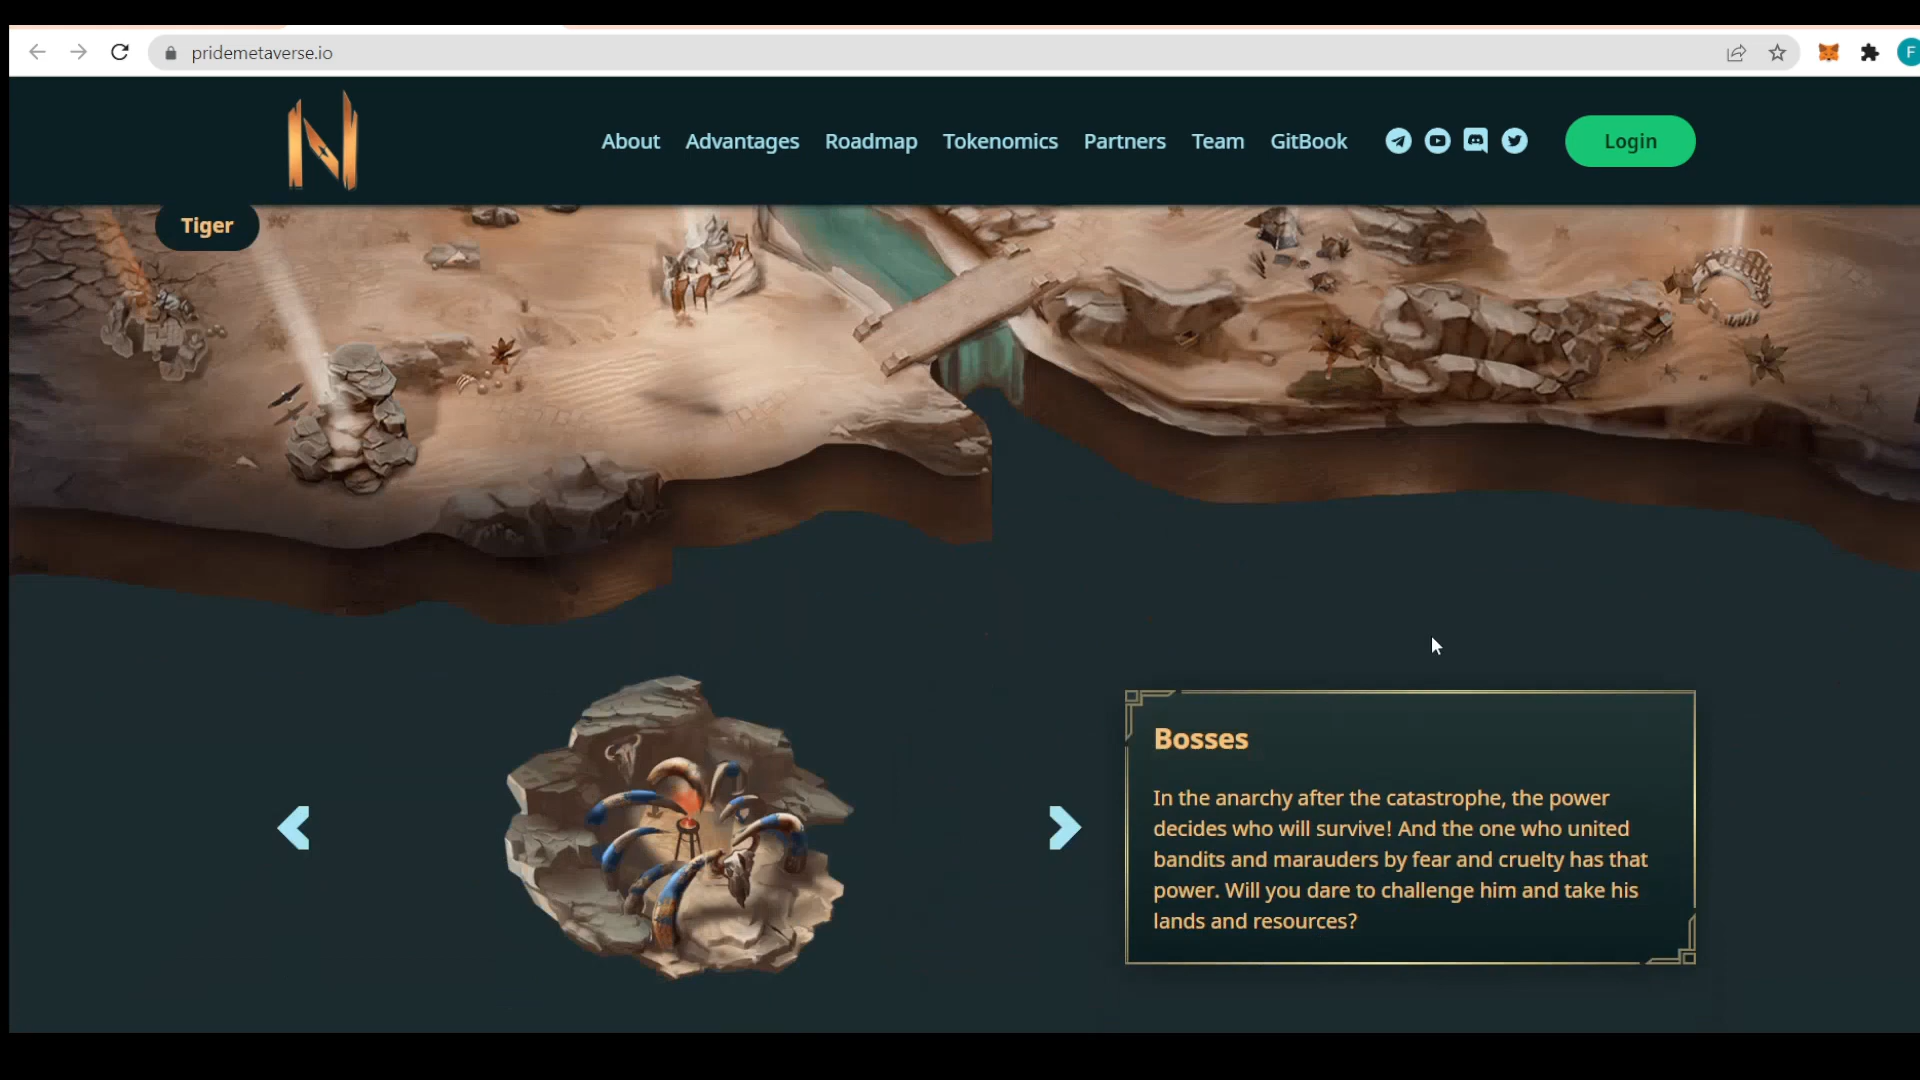 pridemetaverse.io
F
N
About Advantages Roadmap Tokenomics Partners Team GitBook Login
Tiger
Bosses
In the anarchy after the catastrophe, the power
decides who will survive! And the one who united
bandits and marauders by fear and cruelty has that
power. Will you dare to challenge him and take his
lands and resources?